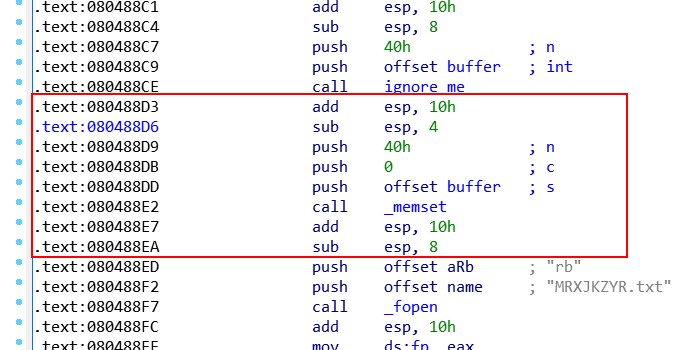 .text:080488C1 add esp, 10h
.text:080488C4 sub esp, 8
.text:080488C7 push 40h ; n
.text:080488C9 push offset buffer ; int
.text:080488CE call ignore_me
.text:080488D3 add esp, 10h
.text:080488D6 sub esp, 4
.text:080488D9 push 40h ; n
.text:080488DB push 0 ; c
.text:080488DD push offset buffer ; s
.text:080488E2 call _memset
.text:080488E7 add esp, 10h
.text:080488EA sub esp, 8
.text:080488ED push offset aRb ; "rb"
.text:080488F2 push offset name ; "MRXJKZYR.txt"
.text:080488F7 call _fopen
.text:080488FC add esp, 10h
.text:080488FF mov ds:fp, eax